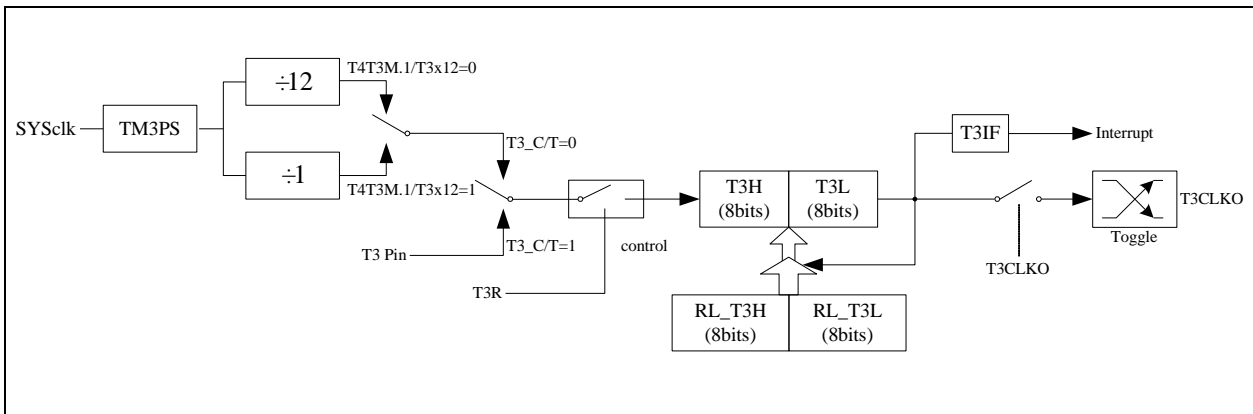 ÷12
T4T3M.1/T3x12=0
SYSclk
TM3PS
T3_C/T=0
T3IF
Interrupt
÷1
T4T3M.1/T3x12=1
T3H
(8bits)
T3L
(8bits)
T3CLKO
Toggle
T3 Pin
T3_C/T=1
control
T3CLKO
T3R
RL_T3H
(8bits)
RL_T3L
(8bits)